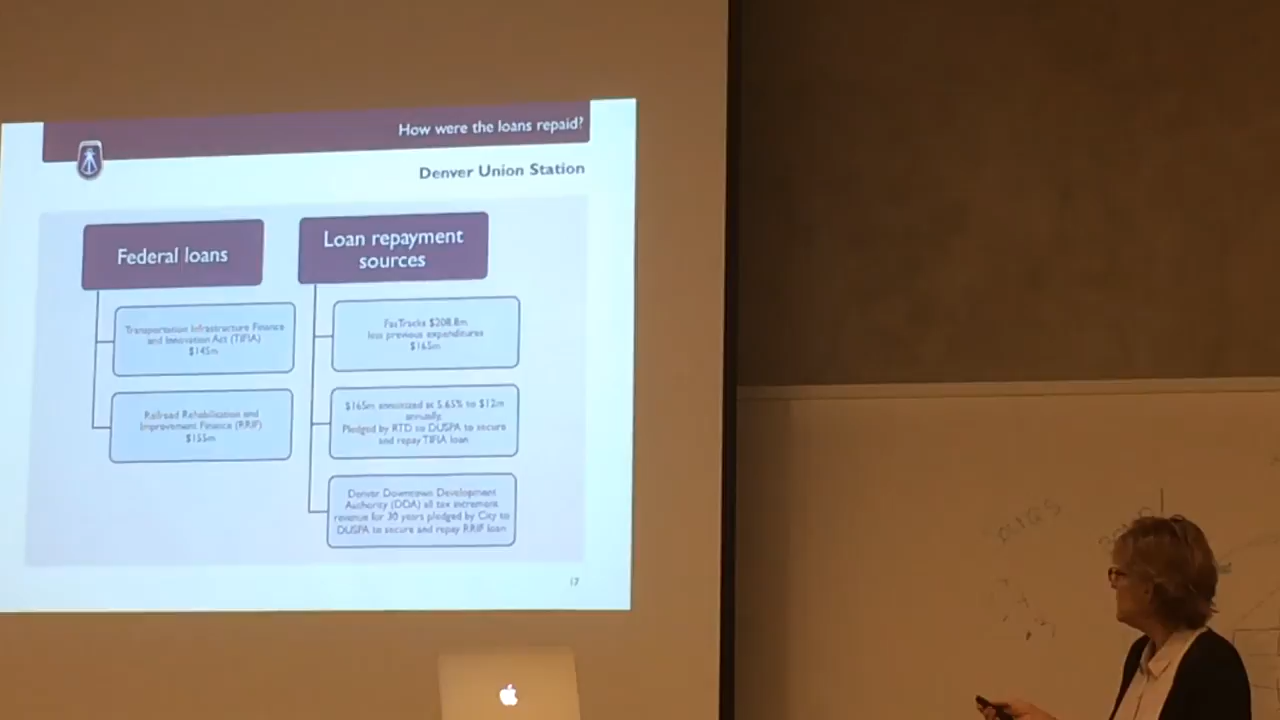 How were the loans repaid?
Denver Union Station
Federal loans
Transportation Infrastructure Finance
and Innovation Act (TIFIA)
$145m
Railroad Rehabilitation and
Improvement Finance (RRIF)
$155m
Loan repayment
sources
FasTracks $208.8m
less previous expenditures
$165m
$165m annuitized at 5.65% to $12m
annually.
Pledged by RTD to DUSPA to secure
and repay TIFIA loan
Denver Downtown Development
Authority (DDA) all tax increment
revenue for 30 years pledged by City to
DUSPA to secure and repay RRIF loan
17